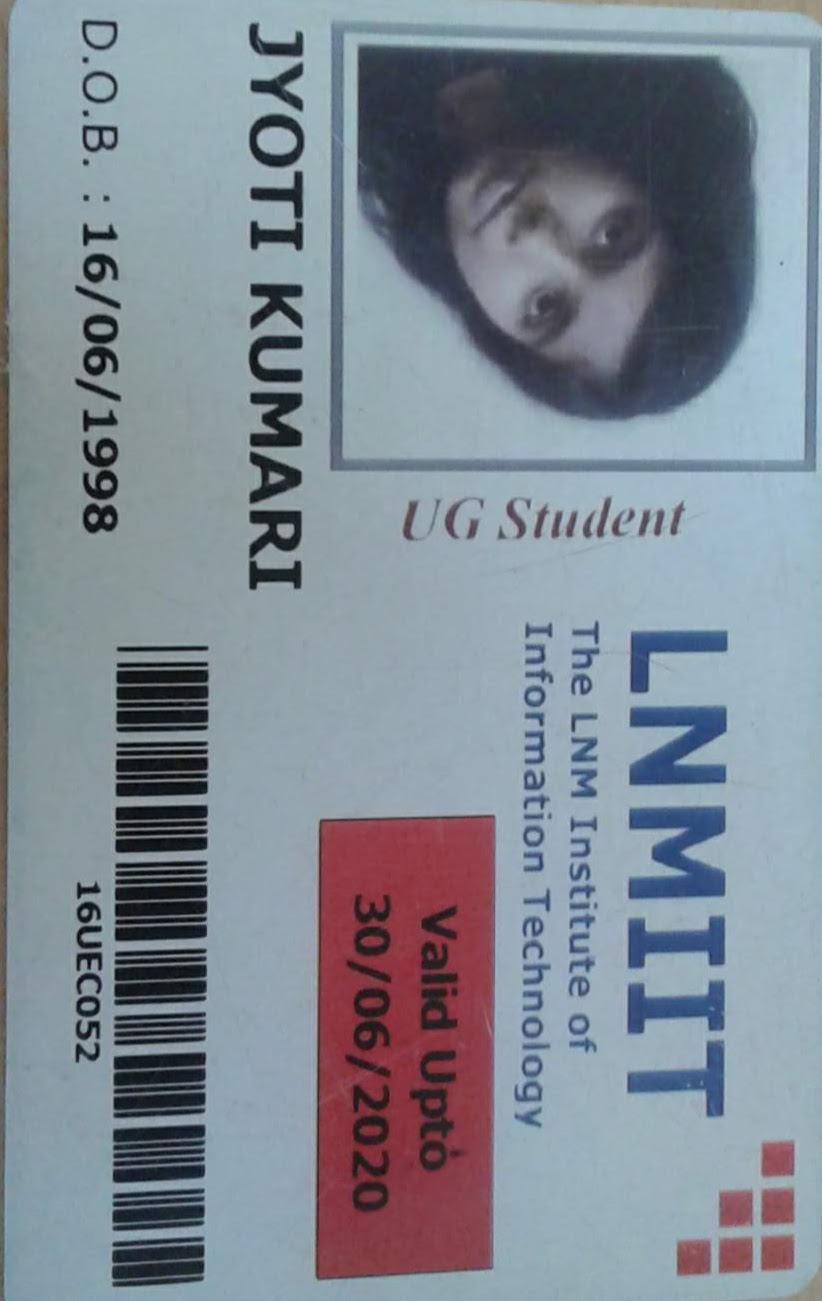 LNMIIT
The LNM Institute of
Information Technology
UG Student
Valid Upto
30/06/2020
JYOTI KUMARI
D.O.B. : 16/06/1998
16UEC052